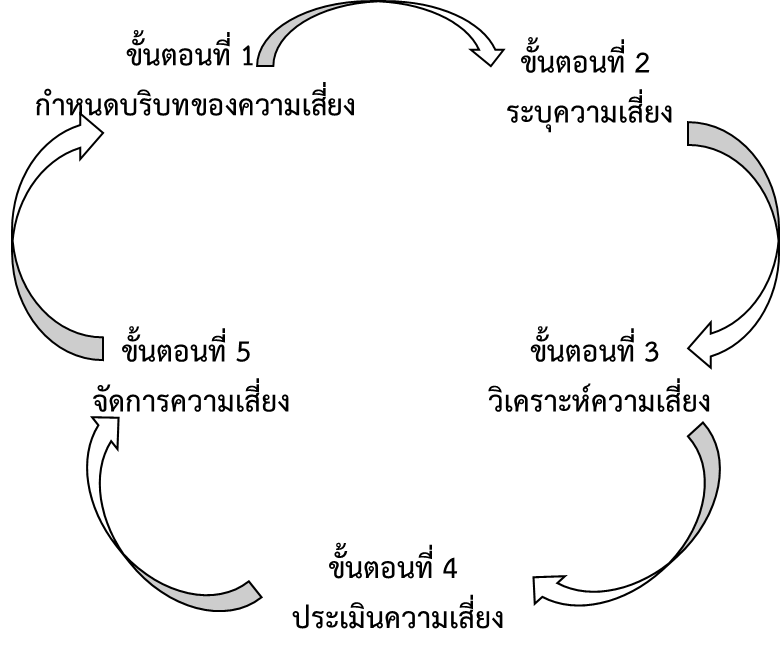 ขั้นตอนที่ 1
กำหนดบริบทของความเสี่ยง
ขั้นตอนที่ 2
ระบุความเสี่ยง
ขั้นตอนที่ 3
วิเคราะห์ความเสี่ยง
ขั้นตอนที่ 4
ประเมินความเสี่ยง
ขั้นตอนที่ 5
จัดการความเสี่ยง